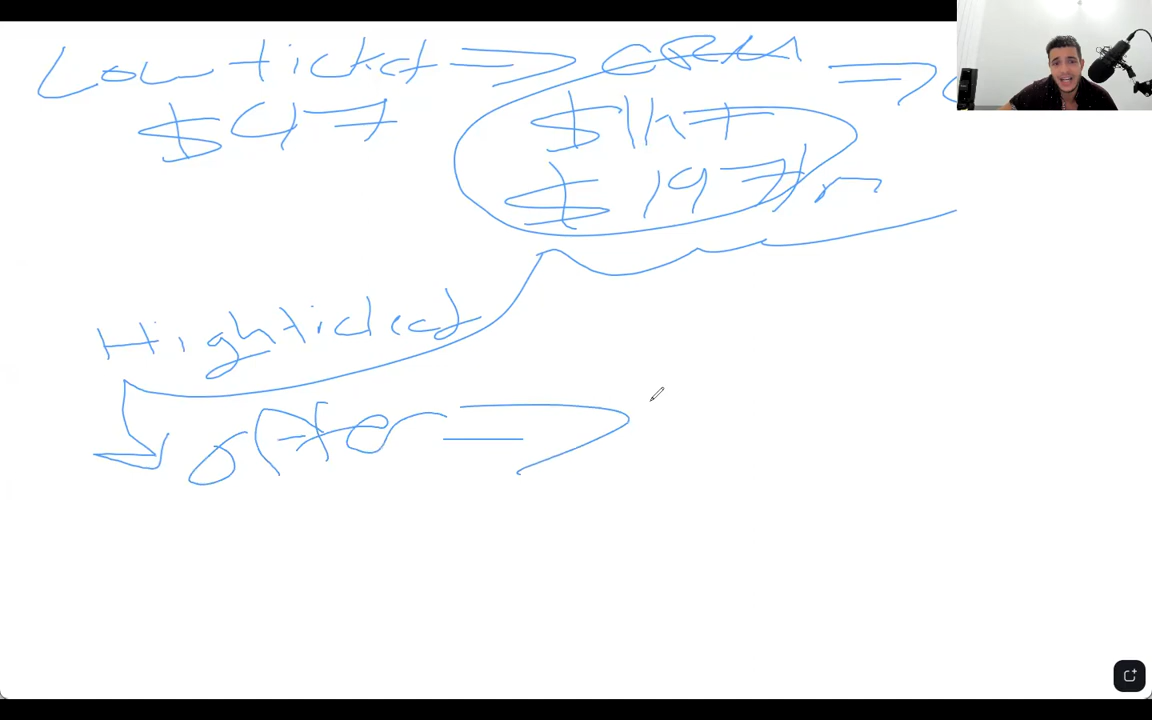 Low ticket => CRM =>
$47
$1k +
$197/m
High ticket
offer =>